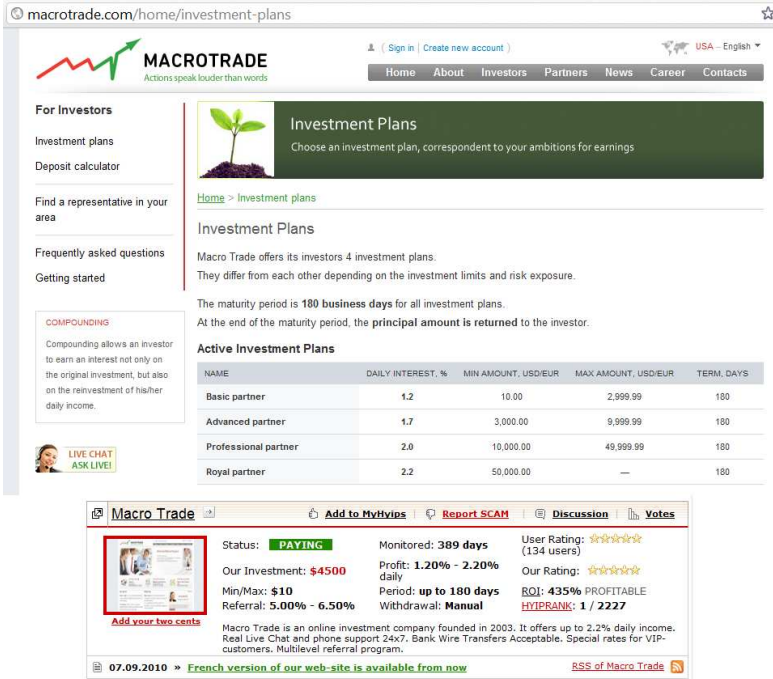 macrotrade.com/home/investment-plans
MACROTRADE
Actions speak louder than words
( Sign in | Create new account )
USA – English
Home About Investors Partners News Career Contacts
For Investors
Investment plans
Deposit calculator
Find a representative in your
area
Frequently asked questions
Getting started
COMPOUNDING
Compounding allows an investor
to earn an interest not only on
the original investment, but also
on the reinvestment of his/her
daily income.
LIVE CHAT
ASK LIVE!
Investment Plans
Choose an investment plan, correspondent to your ambitions for earnings
Home > Investment plans
Investment Plans
Macro Trade offers its investors 4 investment plans.
They differ from each other depending on the investment limits and risk exposure.
The maturity period is 180 business days for all investment plans.
At the end of the maturity period, the principal amount is returned to the investor.
Active Investment Plans
NAME DAILY INTEREST, % MIN AMOUNT, USD/EUR MAX AMOUNT, USD/EUR TERM, DAYS
Basic partner 1.2 10.00 2,999.99 180
Advanced partner 1.7 3,000.00 9,999.99 180
Professional partner 2.0 10,000.00 49,999.99 180
Royal partner 2.2 50,000.00 — 180
Macro Trade Add to MyHyips Report SCAM Discussion Votes
Add your two cents
Status: PAYING
Our Investment: $4500
Min/Max: $10
Referral: 5.00% - 6.50%
Monitored: 389 days
Profit: 1.20% - 2.20%
daily
Period: up to 180 days
Withdrawal: Manual
User Rating:
(134 users)
Our Rating:
ROI: 435% PROFITABLE
HYIPRANK: 1 / 2227
Macro Trade is an online investment company founded in 2003. It offers up to 2.2% daily income.
Real Live Chat and phone support 24x7. Bank Wire Transfers Acceptable. Special rates for VIP-
customers. Multilevel referral program.
07.09.2010 » French version of our web-site is available from now
RSS of Macro Trade